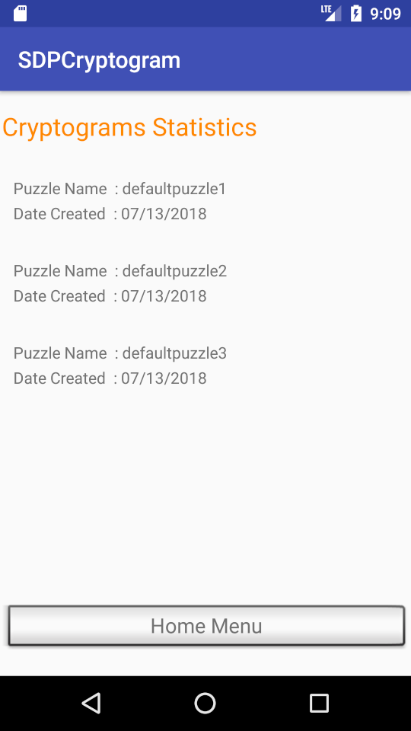 LTE 9:09
SDPCryptogram
Cryptograms Statistics
Puzzle Name : defaultpuzzle1
Date Created : 07/13/2018
Puzzle Name : defaultpuzzle2
Date Created : 07/13/2018
Puzzle Name : defaultpuzzle3
Date Created : 07/13/2018
Home Menu